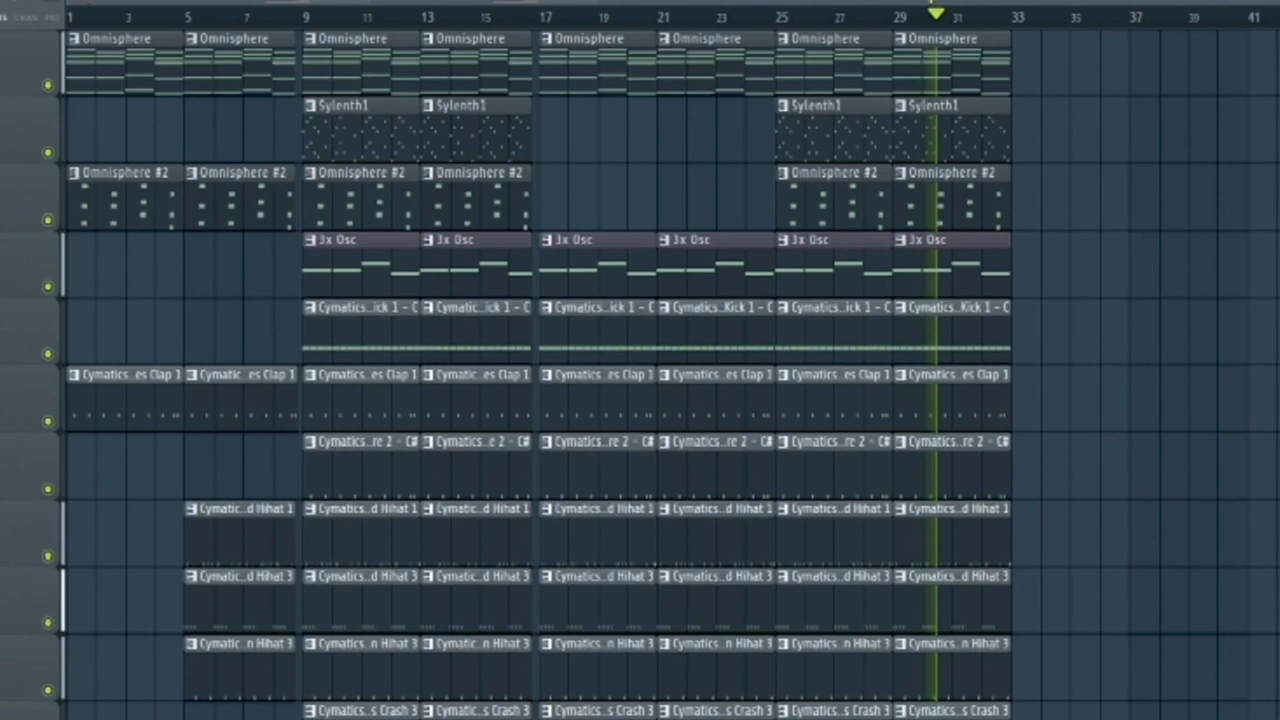 1 3 5 7 9 11 13 15 17 19 21 23 25 27 29 31 33 35 37 39 41
Omnisphere Omnisphere Omnisphere Omnisphere Omnisphere Omnisphere Omnisphere Omnisphere
Sylenth1 Sylenth1 Sylenth1 Sylenth1
Omnisphere #2 Omnisphere #2 Omnisphere #2 Omnisphere #2 Omnisphere #2 Omnisphere #2
3x Osc 3x Osc 3x Osc 3x Osc 3x Osc 3x Osc
Cymatics..ick 1 - C Cymatic..ick 1 - C Cymatics..ick 1 - C Cymatics..Kick 1 - C Cymatics..ick 1 - C Cymatics..Kick 1 - C
Cymatics..es Clap 1 Cymatic..es Clap 1 Cymatics..es Clap 1 Cymatic..es Clap 1 Cymatics..es Clap 1 Cymatics..es Clap 1 Cymatics..es Clap 1 Cymatics..es Clap 1
Cymatics..re 2 - C# Cymatics..e 2 - C# Cymatics..re 2 - C# Cymatics..re 2 - C# Cymatics..re 2 - C# Cymatics..re 2 - C#
Cymatic..d Hihat 1 Cymatics..d Hihat 1 Cymatic..d Hihat 1 Cymatics..d Hihat 1 Cymatics..d Hihat 1 Cymatics..d Hihat 1 Cymatics..d Hihat 1
Cymatic..d Hihat 3 Cymatics..d Hihat 3 Cymatic..d Hihat 3 Cymatics..d Hihat 3 Cymatics..d Hihat 3 Cymatics..d Hihat 3 Cymatics..d Hihat 3
Cymatic..n Hihat 3 Cymatics..n Hihat 3 Cymatic..n Hihat 3 Cymatics..n Hihat 3 Cymatics..n Hihat 3 Cymatics..n Hihat 3 Cymatics..n Hihat 3
Cymatics..s Crash 3 Cymatic..s Crash 3 Cymatics..s Crash 3 Cymatics..s Crash 3 Cymatics..s Crash 3 Cymatics..s Crash 3